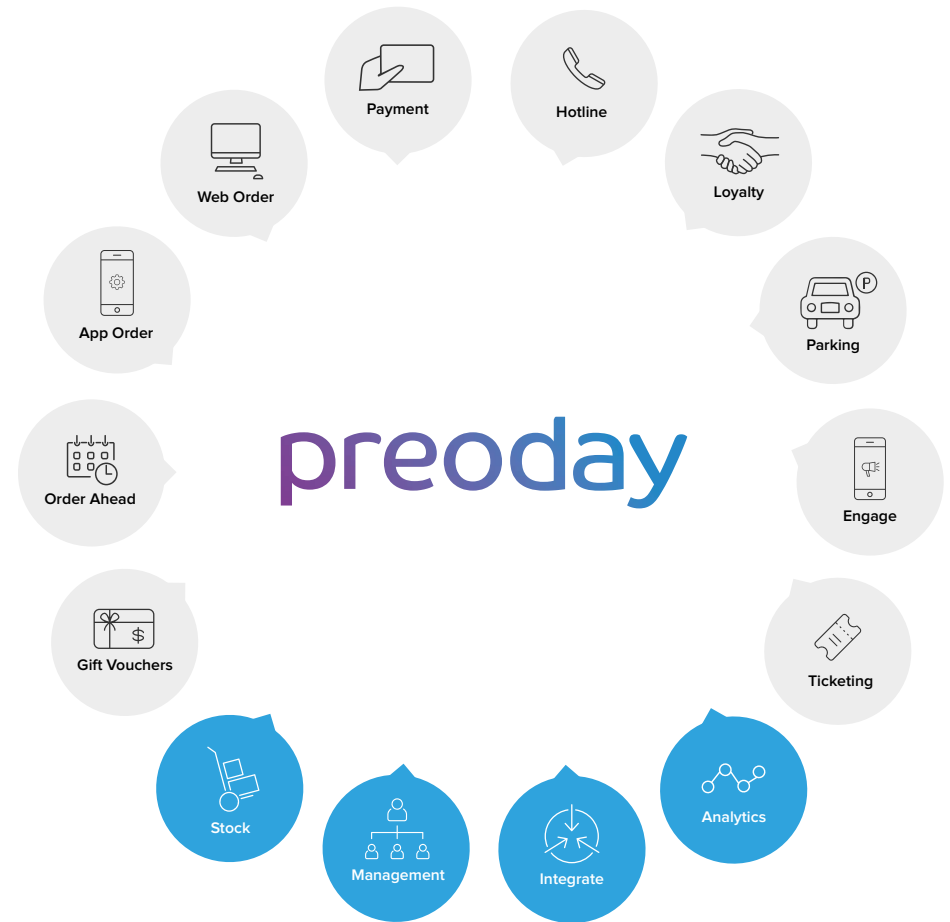 Payment
Hotline
Web Order
Loyalty
App Order
P
Parking
preoday
Order Ahead
Engage
$
Gift Vouchers
Ticketing
Stock
Analytics
Management
Integrate